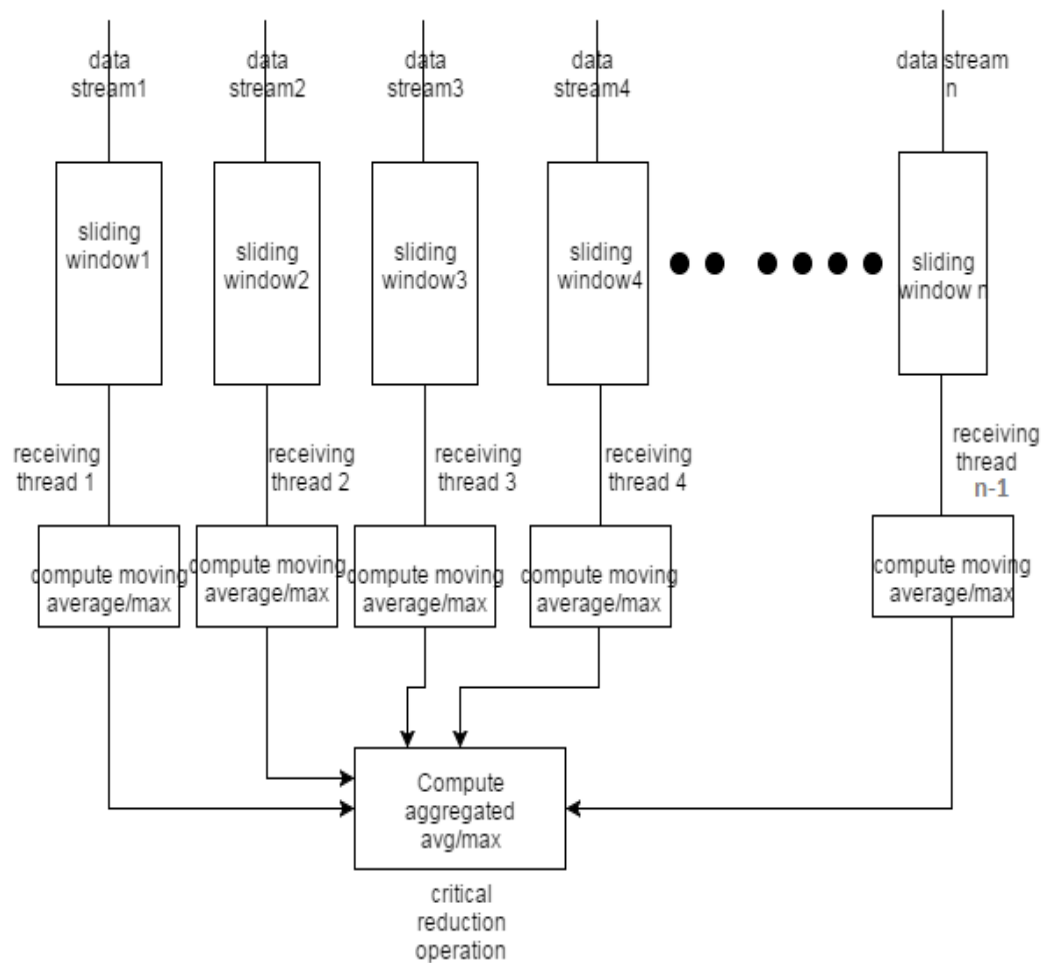 data
stream1
data
stream2
data
stream3
data
stream4
data stream
n
sliding
window1
sliding
window2
sliding
window3
sliding
window4
sliding
window n
receiving
thread 1
receiving
thread 2
receiving
thread 3
receiving
thread 4
receiving
thread
n-1
compute moving
average/max
compute moving
average/max
compute moving
average/max
compute moving
average/max
compute moving
average/max
Compute
aggregated
avg/max
critical
reduction
operation